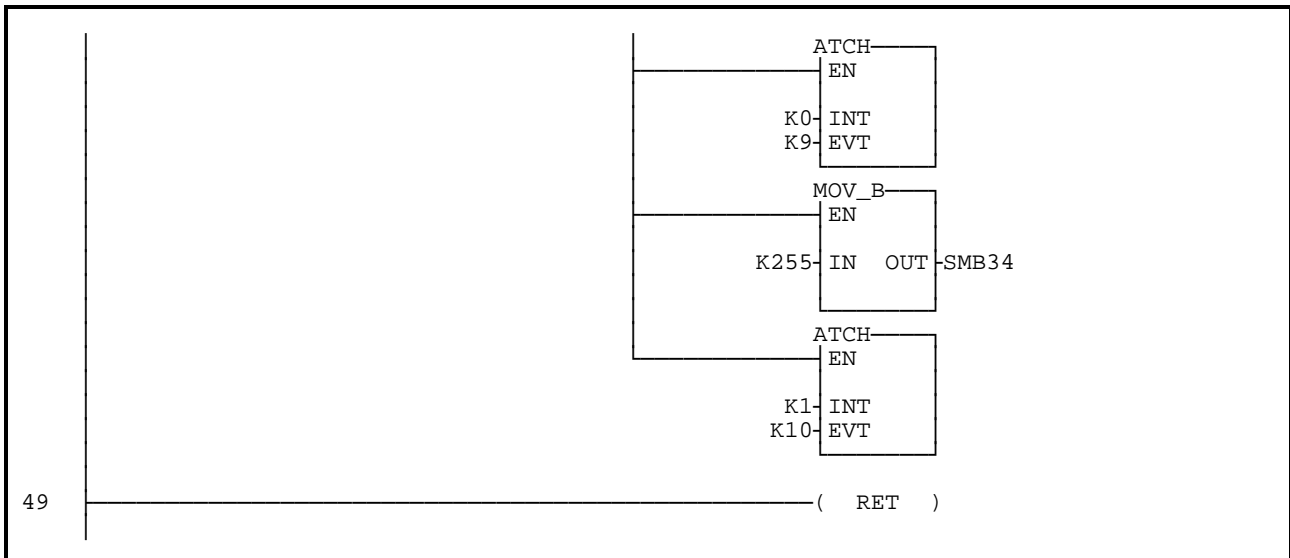 ATCH
EN
K0 INT
K9 EVT
MOV_B
EN
K255 IN OUT SMB34
ATCH
EN
K1 INT
K10 EVT
49 ( RET )